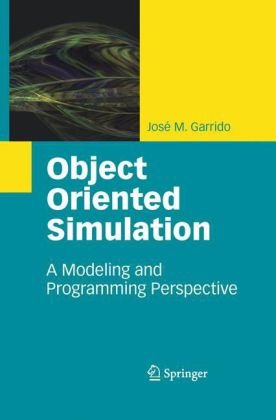 José M. Garrido
Object
Oriented
Simulation
A Modeling and
Programming Perspective
Springer